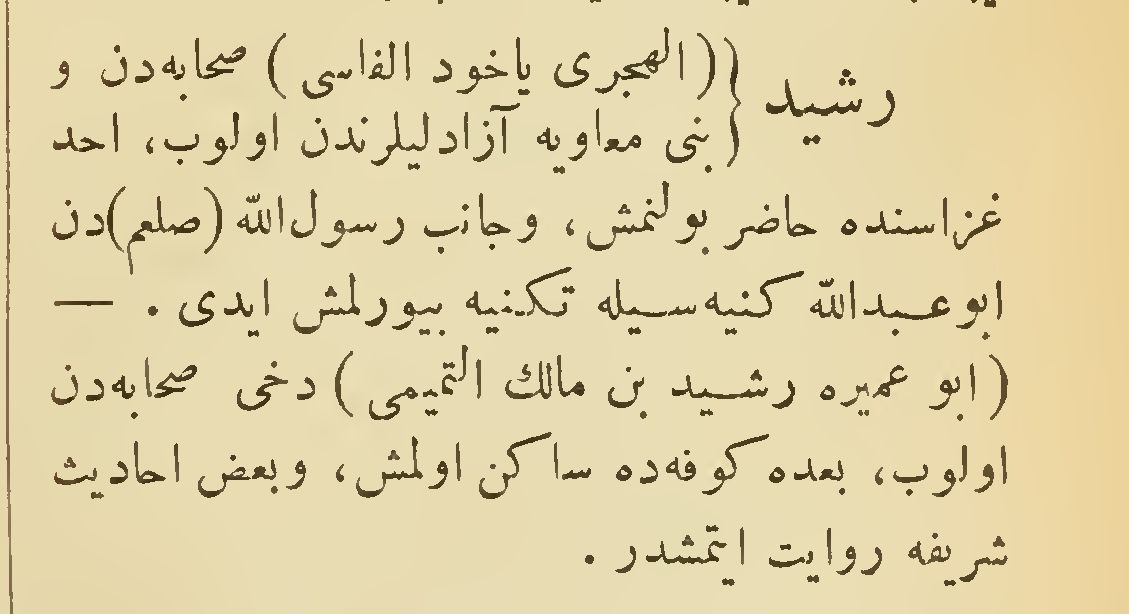 رشيد { (الهجرى ياخود الفاسى) صحابه‌دن و
بنى معاويه آزادليلرندن اولوب، احد
غزاسنده حاضر بولنمش، وجانب رسول‌الله (صلعم)دن
ابوعبدالله كنيه‌سيله تكنيه بيورلمش ايدى . —
(ابو عميره رشيد بن مالك التميمى) دخى صحابه‌دن
اولوب، بعده كوفه‌ده ساكن اولمش، وبعض احاديث
شريفه روايت ايتمشدر .